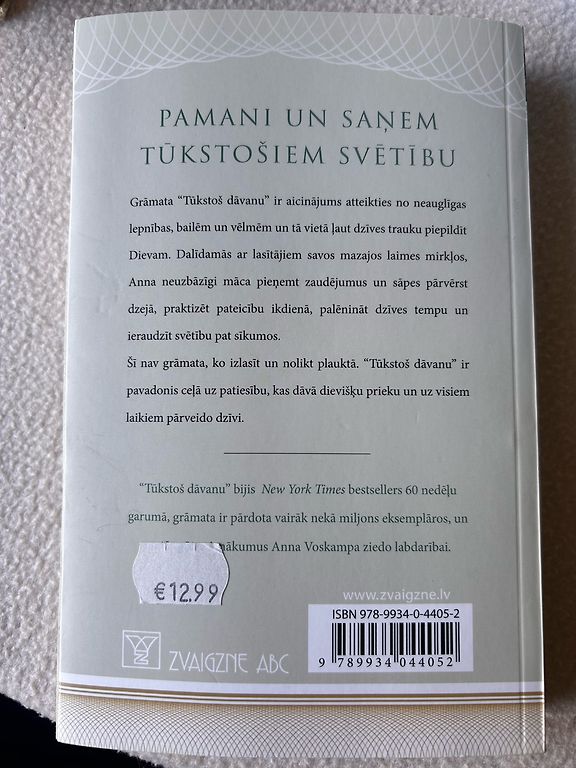 PAMANI UN SAŅEM
TŪKSTOŠIEM SVĒTĪBU
Grāmata “Tūkstoš dāvanu” ir aicinājums atteikties no neauglīgas
lepnības, bailēm un vēlmēm un tā vietā ļaut dzīves trauku piepildīt
Dievam. Dalīdamās ar lasītājiem savos mazajos laimes mirkļos,
Anna neuzbāzīgi māca pieņemt zaudējumus un sāpes pārvērst
dzejā, praktizēt pateicību ikdienā, palēnināt dzīves tempu un
ieraudzīt svētību pat sīkumos.
Šī nav grāmata, ko izlasīt un nolikt plauktā. “Tūkstoš dāvanu” ir
pavadonis ceļā uz patiesību, kas dāvā dievišķu prieku un uz visiem
laikiem pārveido dzīvi.
“Tūkstoš dāvanu” bijis New York Times bestsellers 60 nedēļu
garumā, grāmata ir pārdota vairāk nekā miljons eksemplāros, un
Anna Voskampa ziedo labdarībai.
€12.99
www.zvaigzne.lv
ISBN 978-9934-0-4405-2
9 789934 044052
ZVAIGZNE ABC